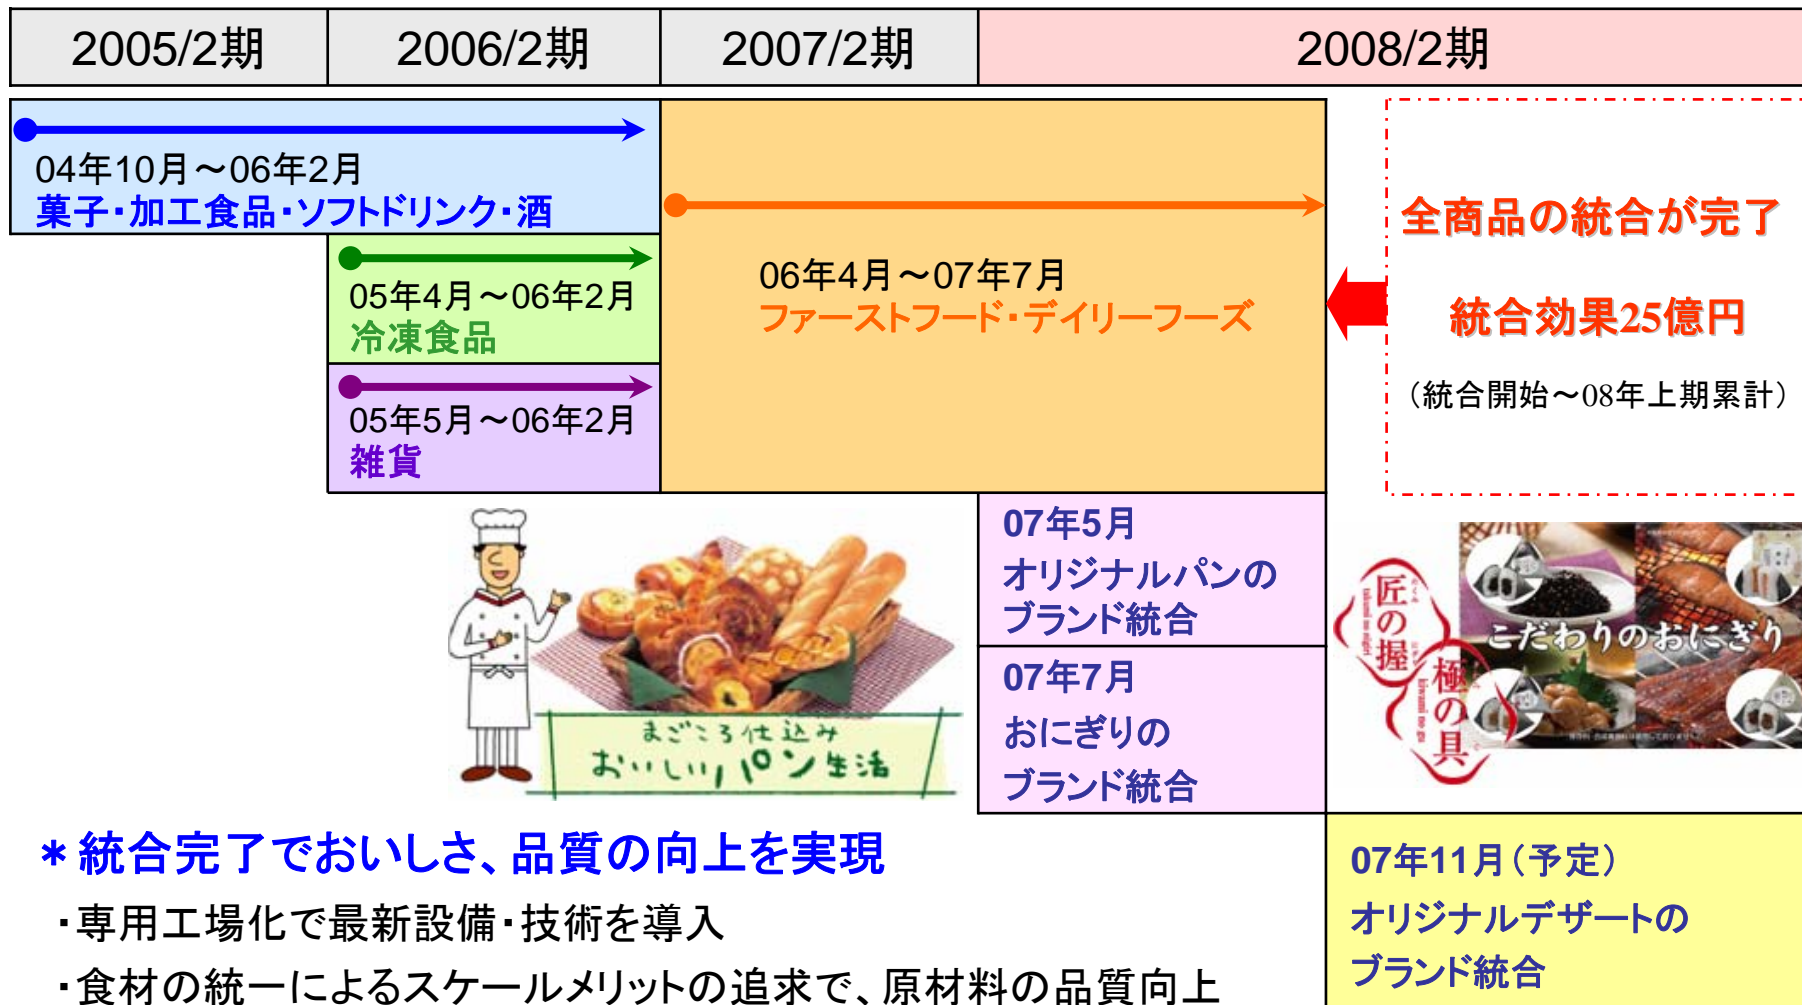 2005/2期
2006/2期
2007/2期
2008/2期
04年10月～06年2月
菓子・加工食品・ソフトドリンク・酒
05年4月～06年2月
冷凍食品
05年5月～06年2月
雑貨
06年4月～07年7月
ファーストフード・デイリーフーズ
全商品の統合が完了
統合効果25億円
（統合開始～08年上期累計）
07年5月
オリジナルパンの
ブランド統合
07年7月
おにぎりの
ブランド統合
まごころ仕込み
おいしいパン生活
匠の握
takumi no nigiri
極の具
kiwami no gu
こだわりのおにぎり
07年11月（予定）
オリジナルデザートの
ブランド統合
＊統合完了でおいしさ、品質の向上を実現
・専用工場化で最新設備・技術を導入
・食材の統一によるスケールメリットの追求で、原材料の品質向上